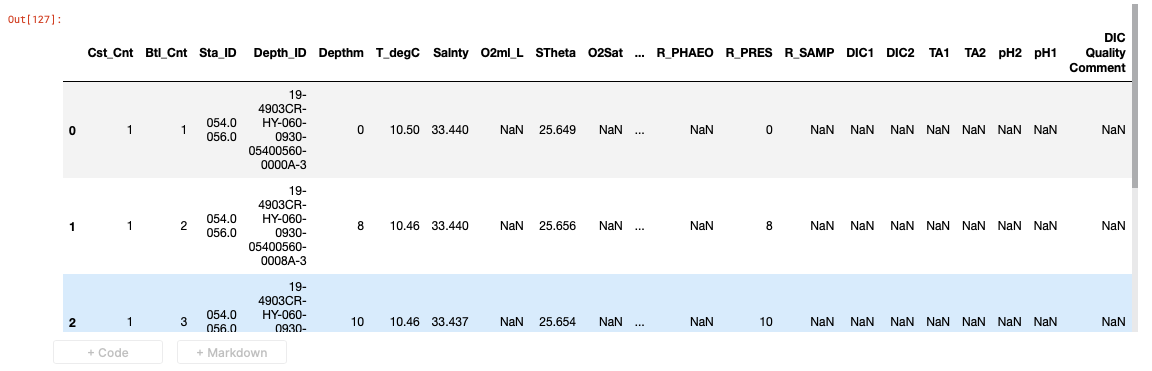 Out[127]:
Cst_Cnt Btl_Cnt Sta_ID Depth_ID Depthm T_degC Salnty O2ml_L STheta O2Sat ... R_PHAEO R_PRES R_SAMP DIC1 DIC2 TA1 TA2 pH2 pH1 DIC Quality Comment
0 1 1 054.0 056.0 19-4903CR-HY-060-0930-05400560-0000A-3 0 10.50 33.440 NaN 25.649 NaN ... NaN 0 NaN NaN NaN NaN NaN NaN NaN NaN
1 1 2 054.0 056.0 19-4903CR-HY-060-0930-05400560-0008A-3 8 10.46 33.440 NaN 25.656 NaN ... NaN 8 NaN NaN NaN NaN NaN NaN NaN NaN
2 1 3 054.0 056.0 19-4903CR-HY-060-0930- 10 10.46 33.437 NaN 25.654 NaN ... NaN 10 NaN NaN NaN NaN NaN NaN NaN NaN
+ Code + Markdown